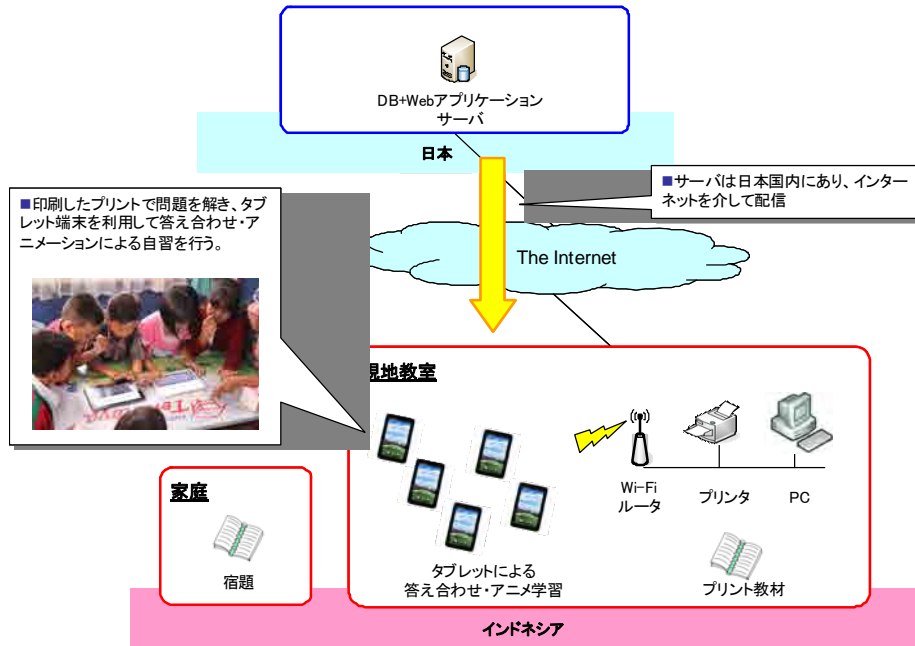 DB+Webアプリケーション
サーバ
日本
■サーバは日本国内にあり、インター
ネットを介して配信
■印刷したプリントで問題を解き、タブ
レット端末を利用して答え合わせ・ア
ニメーションによる自習を行う。
The Internet
現地教室
Wi-Fi
ルータ
プリンタ
PC
家庭
宿題
タブレットによる
答え合わせ・アニメ学習
プリント教材
インドネシア